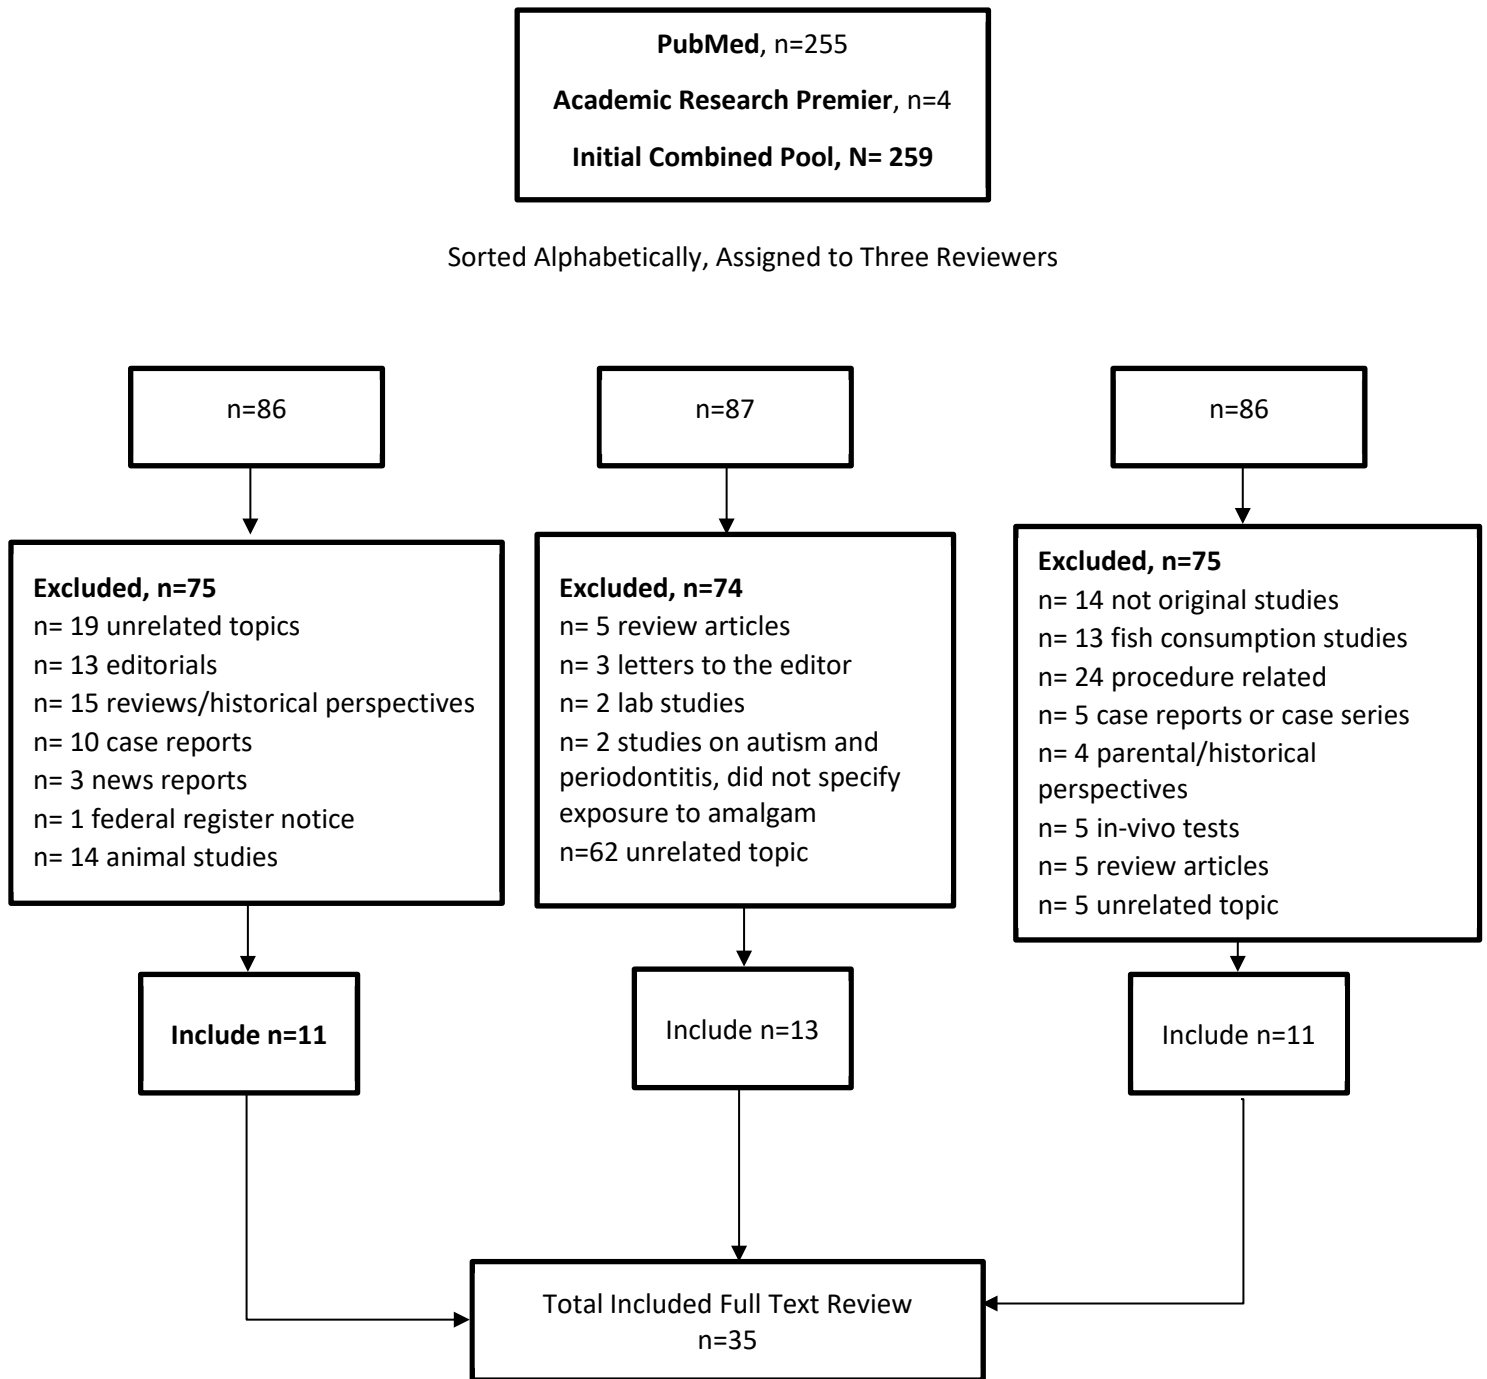 PubMed, n=255
Academic Research Premier, n=4
Initial Combined Pool, N= 259
Sorted Alphabetically, Assigned to Three Reviewers
n=86
n=87
n=86
Excluded, n=75
n= 19 unrelated topics
n= 13 editorials
n= 15 reviews/historical perspectives
n= 10 case reports
n= 3 news reports
n= 1 federal register notice
n= 14 animal studies
Excluded, n=74
n= 5 review articles
n= 3 letters to the editor
n= 2 lab studies
n= 2 studies on autism and
periodontitis, did not specify
exposure to amalgam
n=62 unrelated topic
Excluded, n=75
n= 14 not original studies
n= 13 fish consumption studies
n= 24 procedure related
n= 5 case reports or case series
n= 4 parental/historical
perspectives
n= 5 in-vivo tests
n= 5 review articles
n= 5 unrelated topic
Include n=11
Include n=13
Include n=11
Total Included Full Text Review
n=35